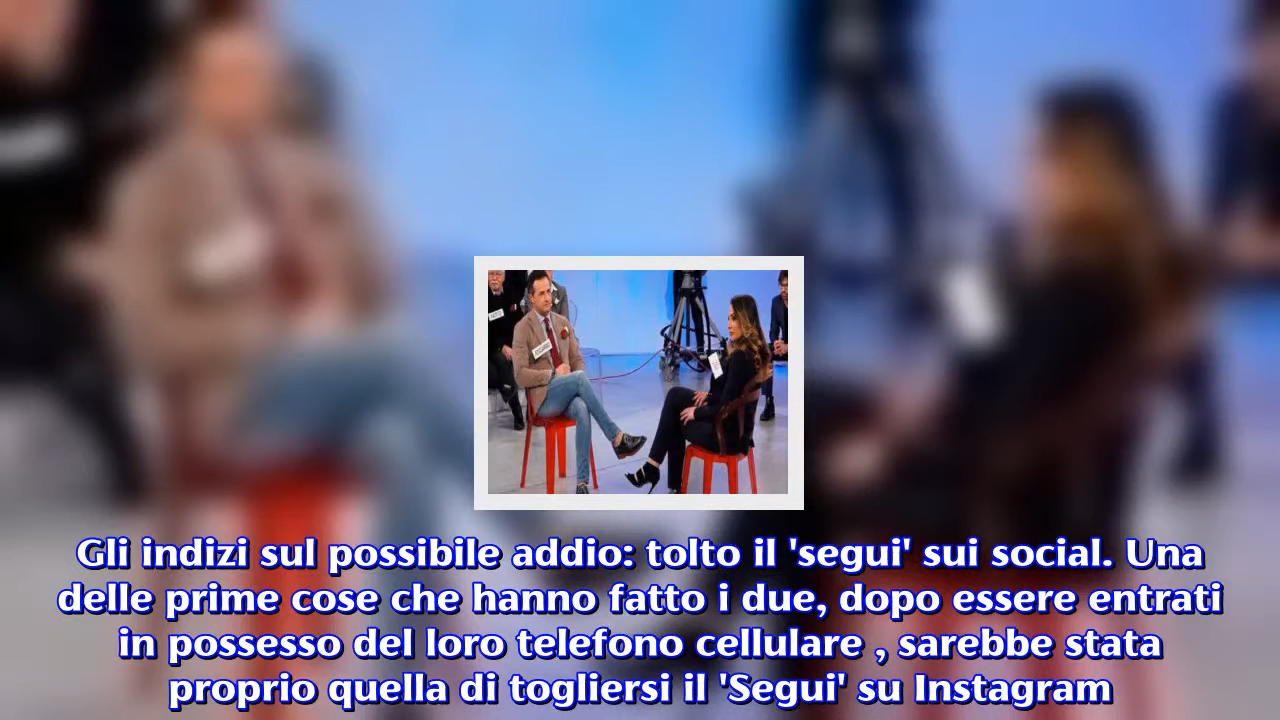 Gli indizi sul possibile addio: tolto il 'segui' sui social. Una
delle prime cose che hanno fatto i due, dopo essere entrati
in possesso del loro telefono cellulare , sarebbe stata
proprio quella di togliersi il 'Segui' su Instagram